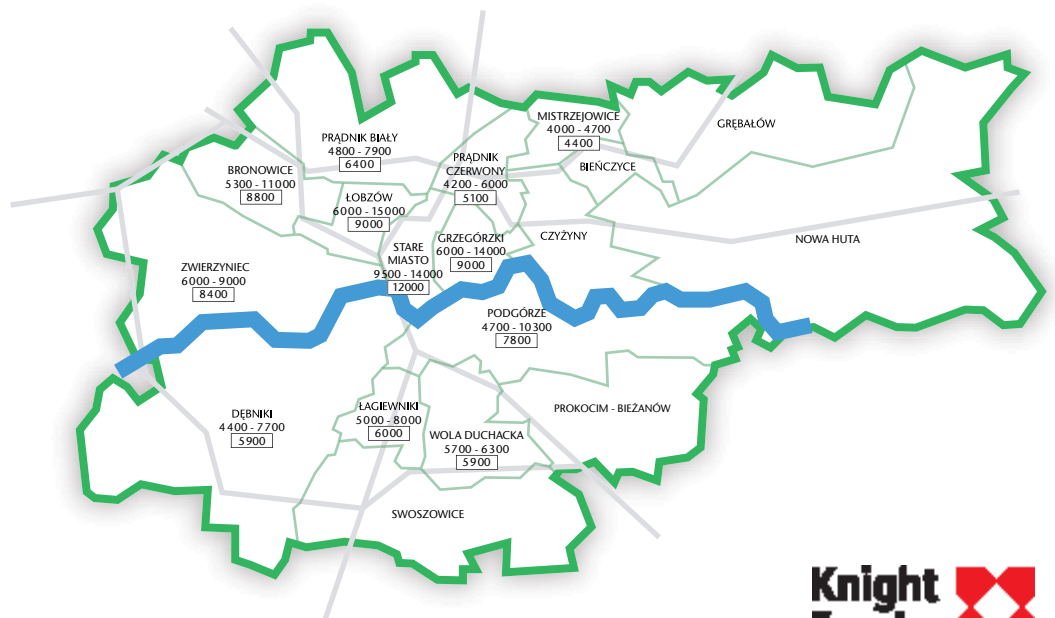 MISTRZEJOWICE
4000 - 4700
4400
GRĘBAŁÓW
PRĄDNIK BIAŁY
4800 - 7900
6400
PRĄDNIK
CZERWONY
4200 - 6000
5100
BIEŃCZYCE
BRONOWICE
5300 - 11000
8800
ŁOBZÓW
6000 - 15000
9000
STARE
MIASTO
9500 - 14000
12000
GRZEGÓRZKI
6000 - 14000
9000
CZYŻYNY
NOWA HUTA
ZWIERZYNIEC
6000 - 9000
8400
PODGÓRZE
4700 - 10300
7800
DĘBNIKI
4400 - 7700
5900
ŁAGIEWNIKI
5000 - 8000
6000
WOLA DUCHACKA
5700 - 6300
5900
PROKOCIM - BIEŻANÓW
SWOSZOWICE
Knight